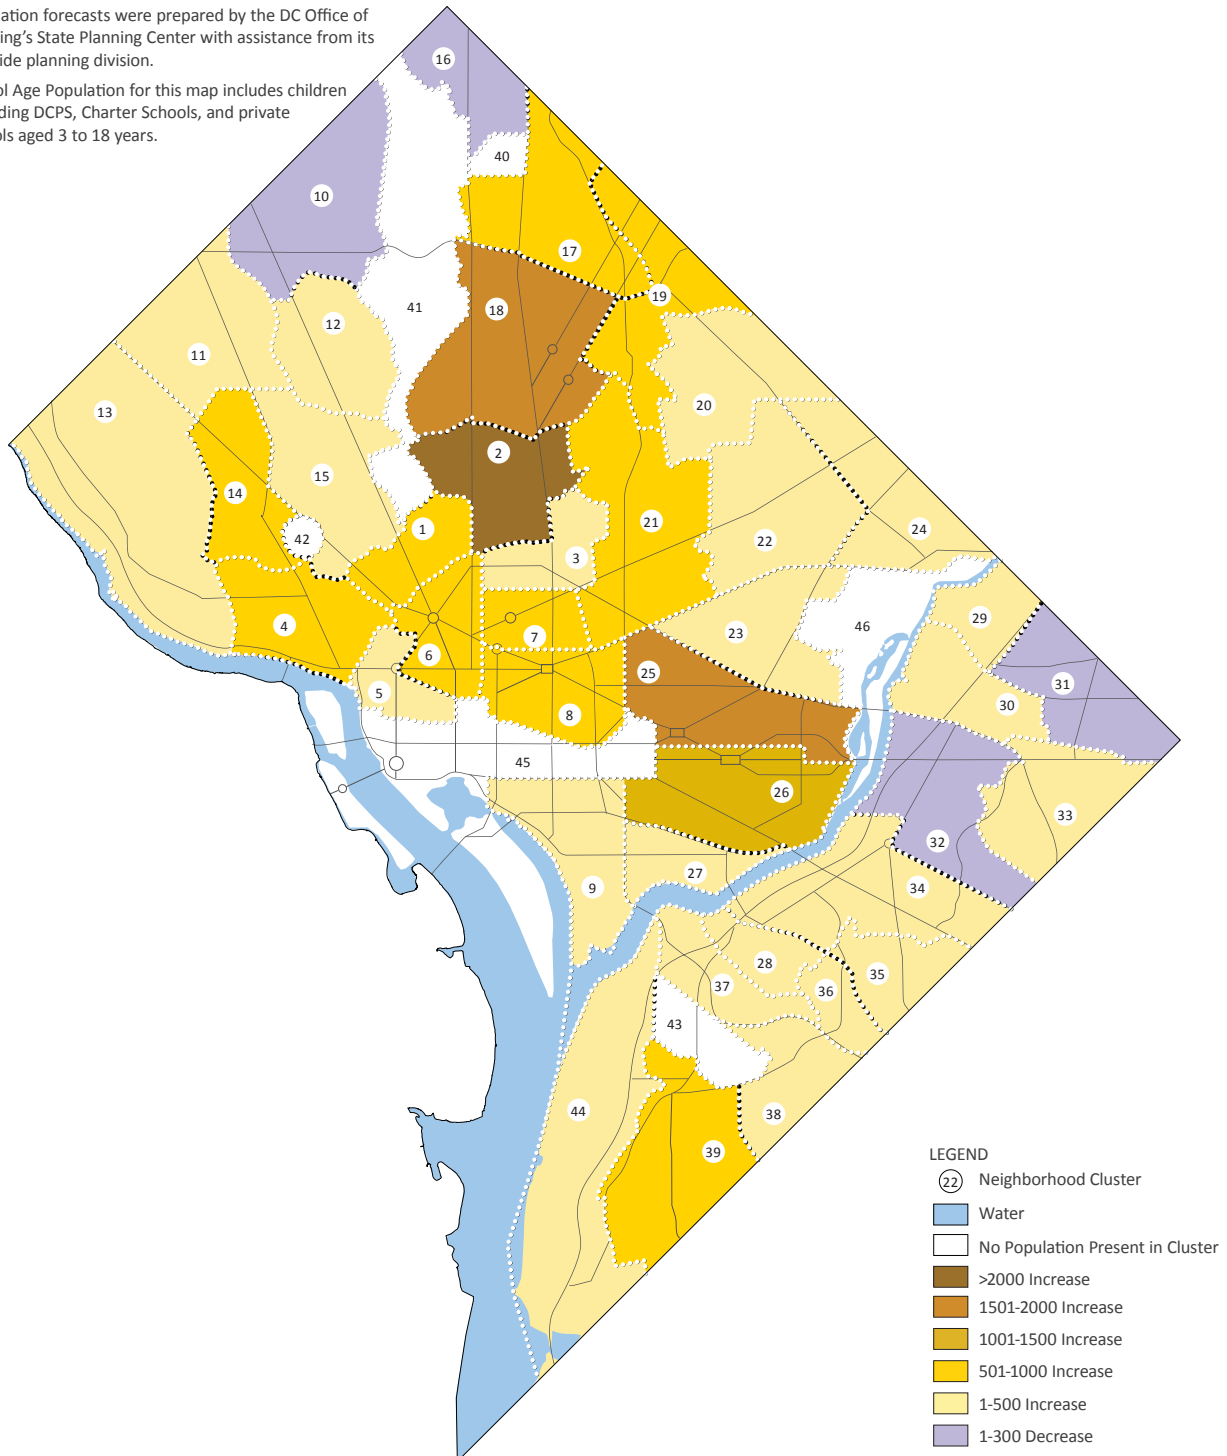 ation forecasts were prepared by the DC Office of
ing's State Planning Center with assistance from its
ide planning division.
ol Age Population for this map includes children
ding DCPS, Charter Schools, and private
ols aged 3 to 18 years.
16
40
10
17
19
18
41
12
11
13
20
2
15
14
21
1
42
3
22
24
4
7
23
46
29
6
5
25
31
8
30
45
26
33
32
27
9
34
28
35
37
36
43
44
38
39
LEGEND
22 Neighborhood Cluster
Water
No Population Present in Cluster
>2000 Increase
1501-2000 Increase
1001-1500 Increase
501-1000 Increase
1-500 Increase
1-300 Decrease